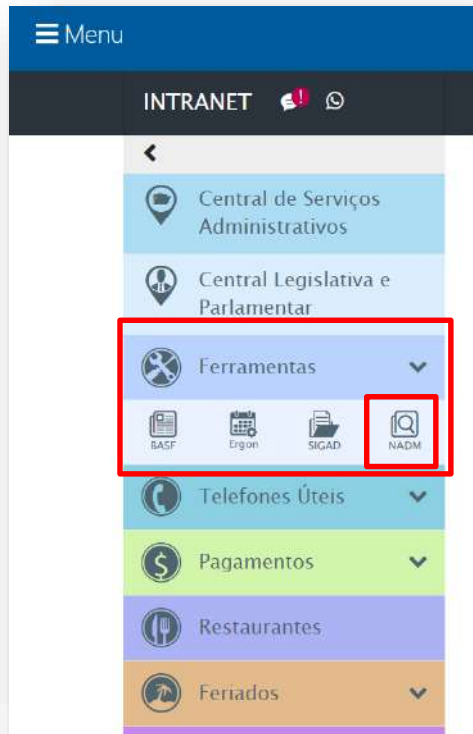 Menu
INTRANET
Central de Serviços
Administrativos
Central Legislativa e
Parlamentar
Ferramentas
BASF Ergon SIGAD NADM
Telefones Úteis
Pagamentos
Restaurantes
Feriados